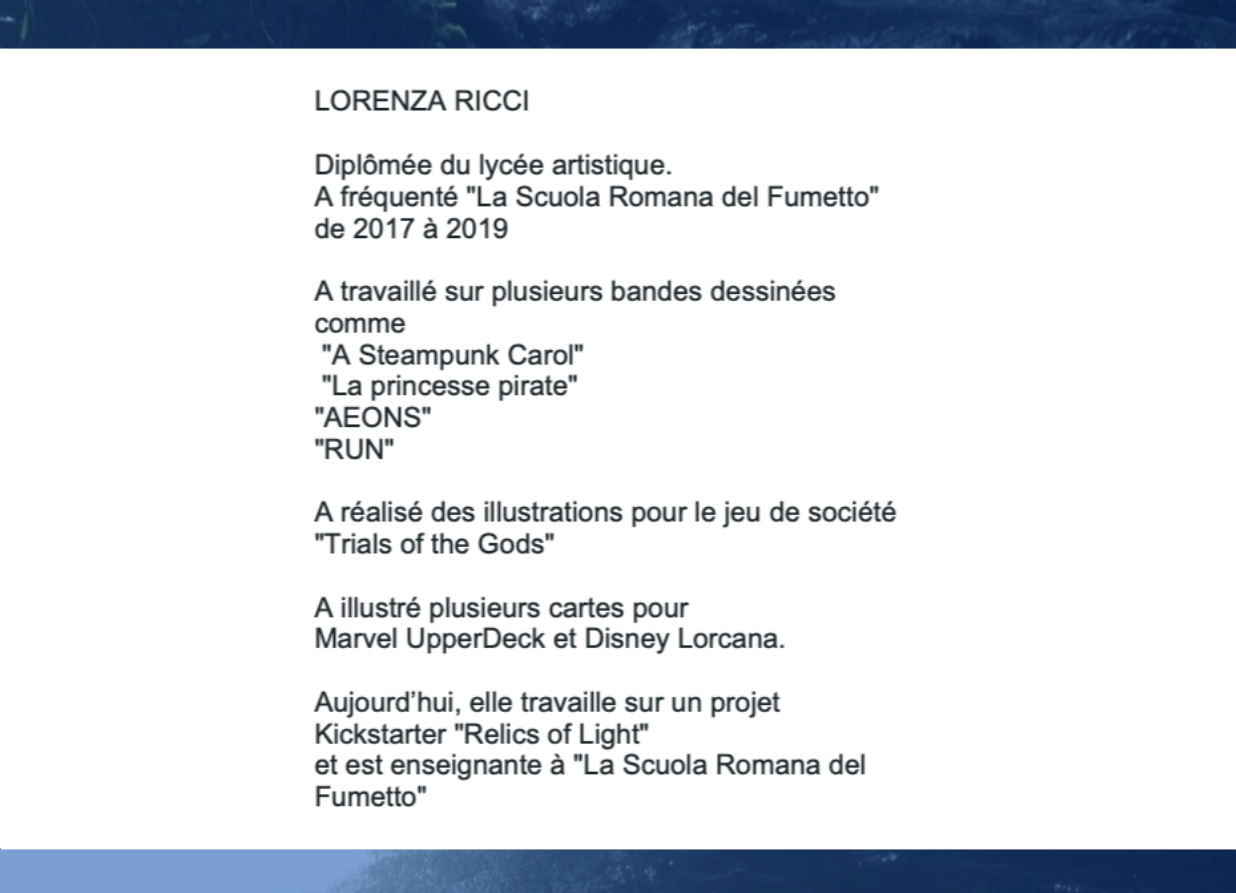 LORENZA RICCI
Diplômée du lycée artistique.
A fréquenté "La Scuola Romana del Fumetto"
de 2017 à 2019
A travaillé sur plusieurs bandes dessinées
comme
"A Steampunk Carol"
"La princesse pirate"
"AEONS"
"RUN"
A réalisé des illustrations pour le jeu de société
"Trials of the Gods"
A illustré plusieurs cartes pour
Marvel UpperDeck et Disney Lorcana.
Aujourd’hui, elle travaille sur un projet
Kickstarter "Relics of Light"
et est enseignante à "La Scuola Romana del
Fumetto"